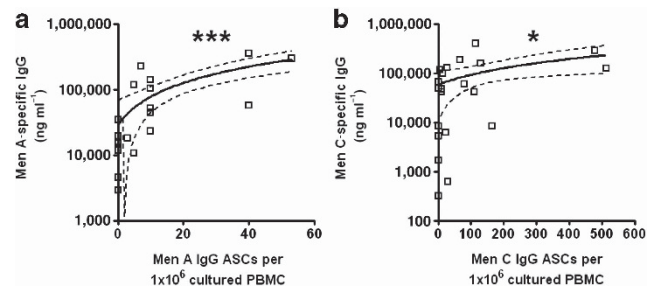 a
***
Men A-specific IgG
(ng ml⁻¹)
1,000,000
100,000
10,000
1,000
0
20
40
60
Men A IgG ASCs per
1x10⁶ cultured PBMC
b
*
Men C-specific IgG
(ng ml⁻¹)
1,000,000
100,000
10,000
1,000
100
0
100
200
300
400
500
600
Men C IgG ASCs per
1x10⁶ cultured PBMC